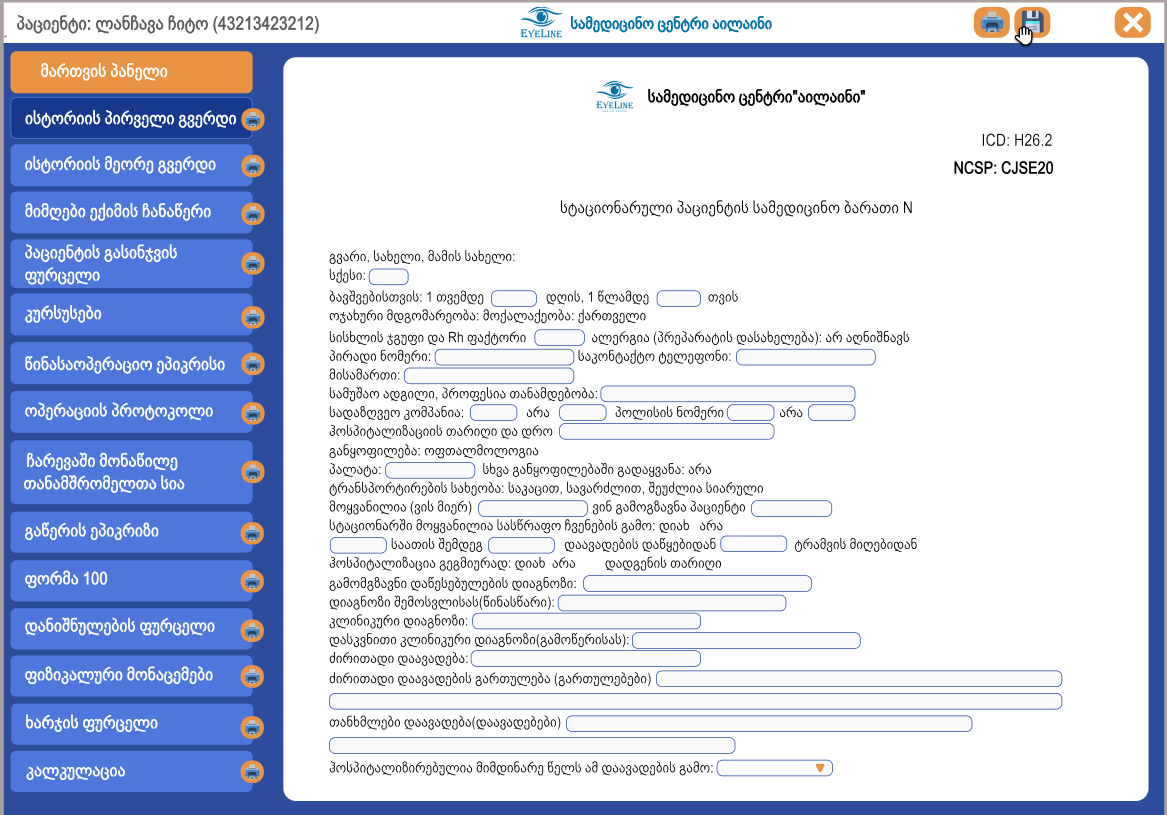 პაციენტი: ლანჩავა ჩიტო (43213423212)
EYELINE
სამედიცინო ცენტრი აილაინი
მართვის პანელი
ისტორიის პირველი გვერდი
ისტორიის მეორე გვერდი
მიმღები ექიმის ჩანაწერი
პაციენტის გასინჯვის
ფურცელი
კურსუსები
წინასაოპერაციო ეპიკრისი
ოპერაციის პროტოკოლი
ჩარევაში მონაწილე
თანამშრომელთა სია
გაწერის ეპიკრიზი
ფორმა 100
დანიშნულების ფურცელი
ფიზიკალური მონაცემები
ხარჯის ფურცელი
კალკულაცია
EYELINE
სამედიცინო ცენტრი"აილაინი"
ICD: H26.2
NCSP: CJSE20
სტაციონარული პაციენტის სამედიცინო ბარათი N
გვარი, სახელი, მამის სახელი:
სქესი:
ბავშვებისთვის: 1 თვემდე დღის, 1 წლამდე თვის
ოჯახური მდგომარეობა: მოქალაქეობა: ქართველი
სისხლის ჯგუფი და Rh ფაქტორი ალერგია (პრეპარატის დასახელება): არ აღნიშნავს
პირადი ნომერი: საკონტაქტო ტელეფონი:
მისამართი:
სამუშაო ადგილი, პროფესია თანამდებობა:
სადაზღვეო კომპანია: არა პოლისის ნომერი არა
ჰოსპიტალიზაციის თარიღი და დრო
განყოფილება: ოფთალმოლოგია
პალატა: სხვა განყოფილებაში გადაყვანა: არა
ტრანსპორტირების სახეობა: საკაცით, სავარძლით, შეუძლია სიარული
მოყვანილია (ვის მიერ) ვინ გამოგზავნა პაციენტი
სტაციონარში მოყვანილია სასწრაფო ჩვენების გამო: დიახ არა
საათის შემდეგ დაავადების დაწყებიდან ტრამვის მიღებიდან
ჰოსპიტალიზაცია გეგმიურად: დიახ არა დადგენის თარიღი
გამომგზავნი დაწესებულების დიაგნოზი:
დიაგნოზი შემოსვლისას(წინასწარი):
კლინიკური დიაგნოზი:
დასკვნითი კლინიკური დიაგნოზი(გამოწერისას):
ძირითადი დაავადება:
ძირითადი დაავადების გართულება (გართულებები)
თანხმლები დაავადება(დაავადებები)
ჰოსპიტალიზირებულია მიმდინარე წელს ამ დაავადების გამო: